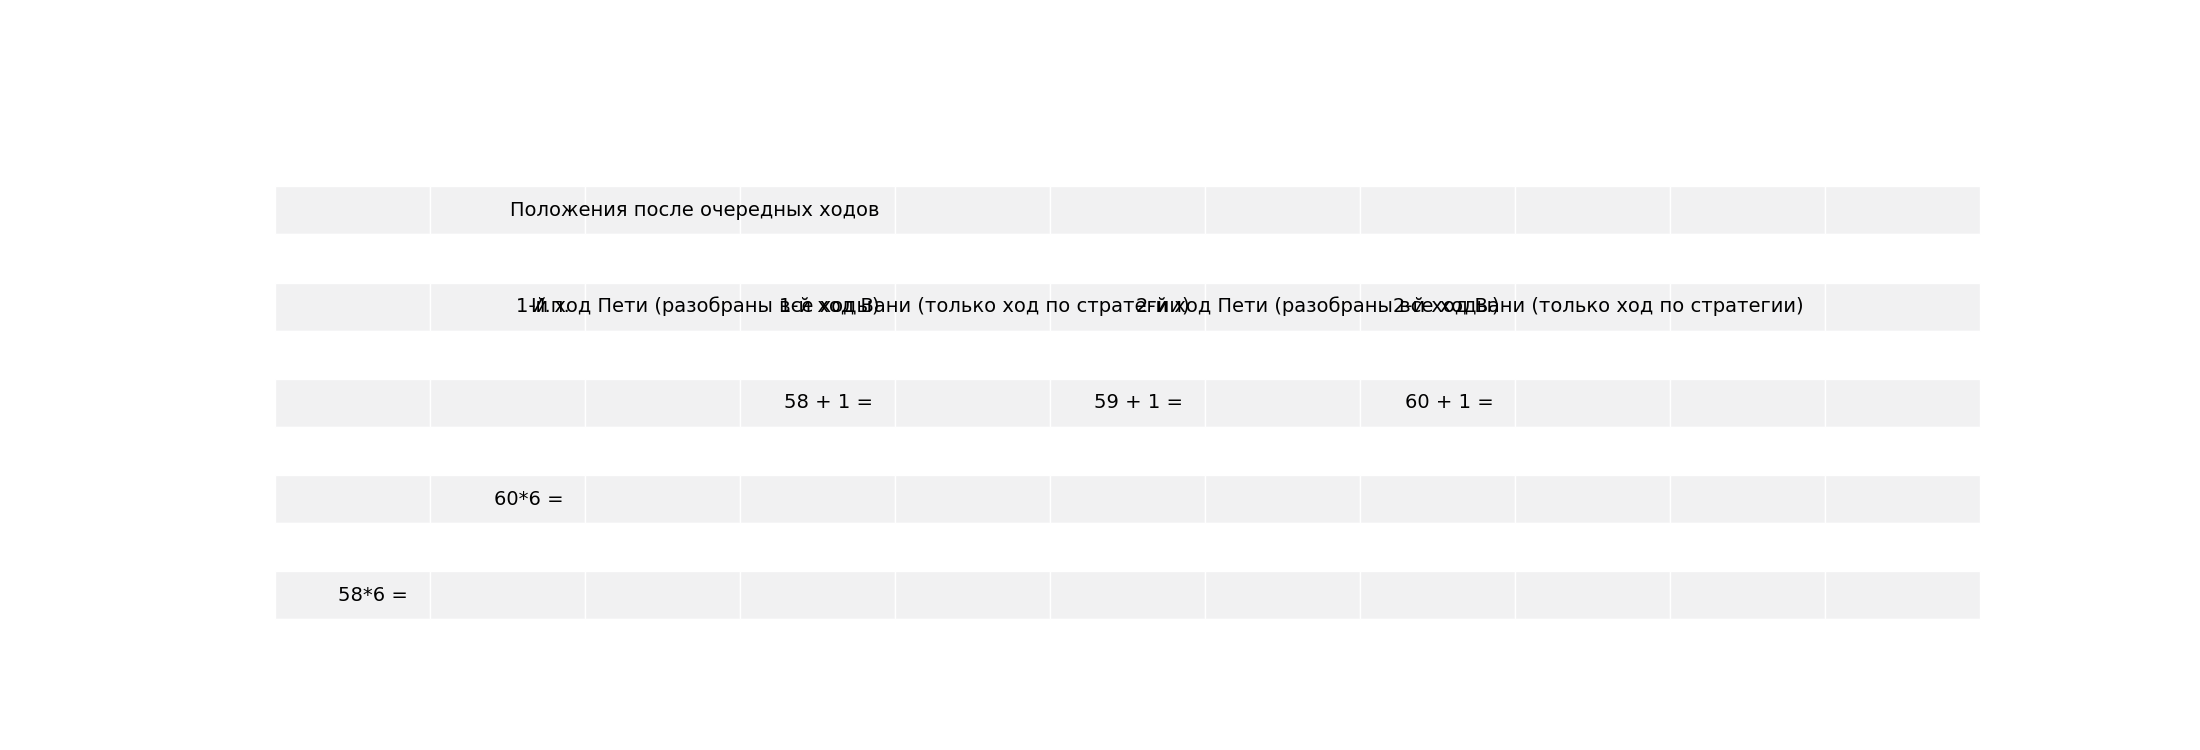 Положения после очередных ходов
И.п. 1-й ход Пети (разобраны все ходы) 1-й ход Вани (только ход по стратегии) 2-й ход Пети (разобраны все ходы) 2-й ход Вани (только ход по стратегии)
58 + 1 = 59 + 1 = 60 + 1 =
60*6 =
58*6 =